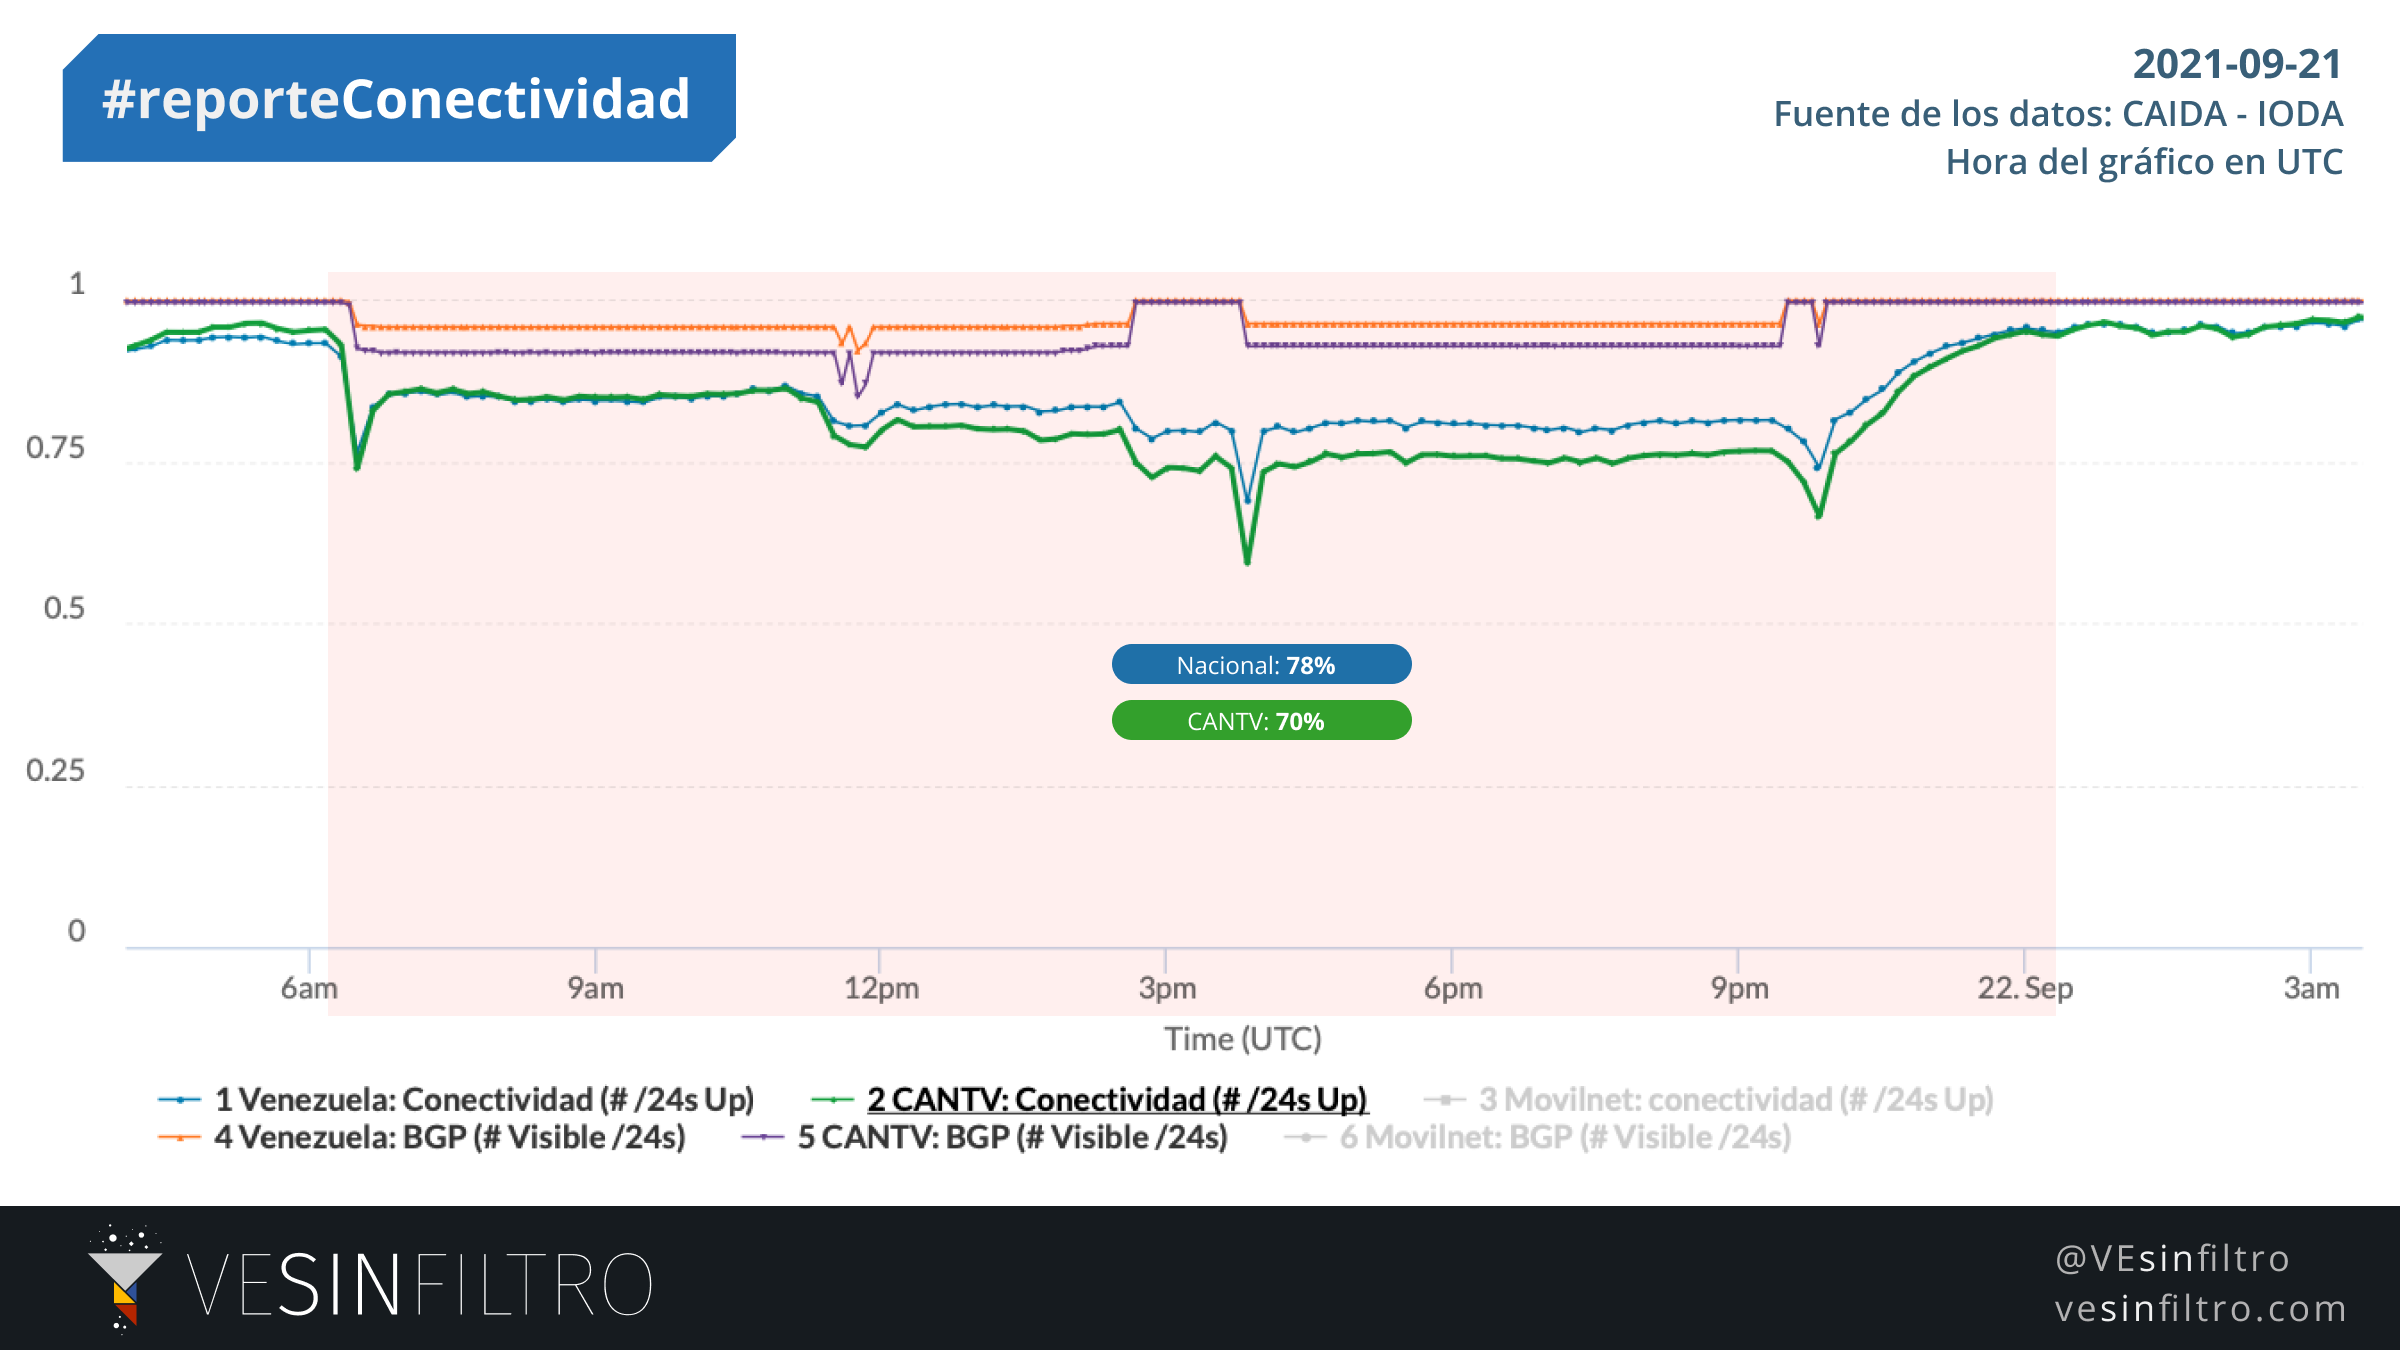 #reporteConectividad
2021-09-21
Fuente de los datos: CAIDA - IODA
Hora del gráfico en UTC
1
0.75
0.5
0.25
0
Nacional: 78%
CANTV: 70%
6am 9am 12pm 3pm 6pm 9pm 22. Sep 3am
Time (UTC)
1 Venezuela: Conectividad (# /24s Up) 2 CANTV: Conectividad (# /24s Up) 3 Movilnet: conectividad (# /24s Up)
4 Venezuela: BGP (# Visible /24s) 5 CANTV: BGP (# Visible /24s) 6 Movilnet: BGP (# Visible /24s)
VESINFILTRO
@VEsinfiltro
vesinfiltro.com